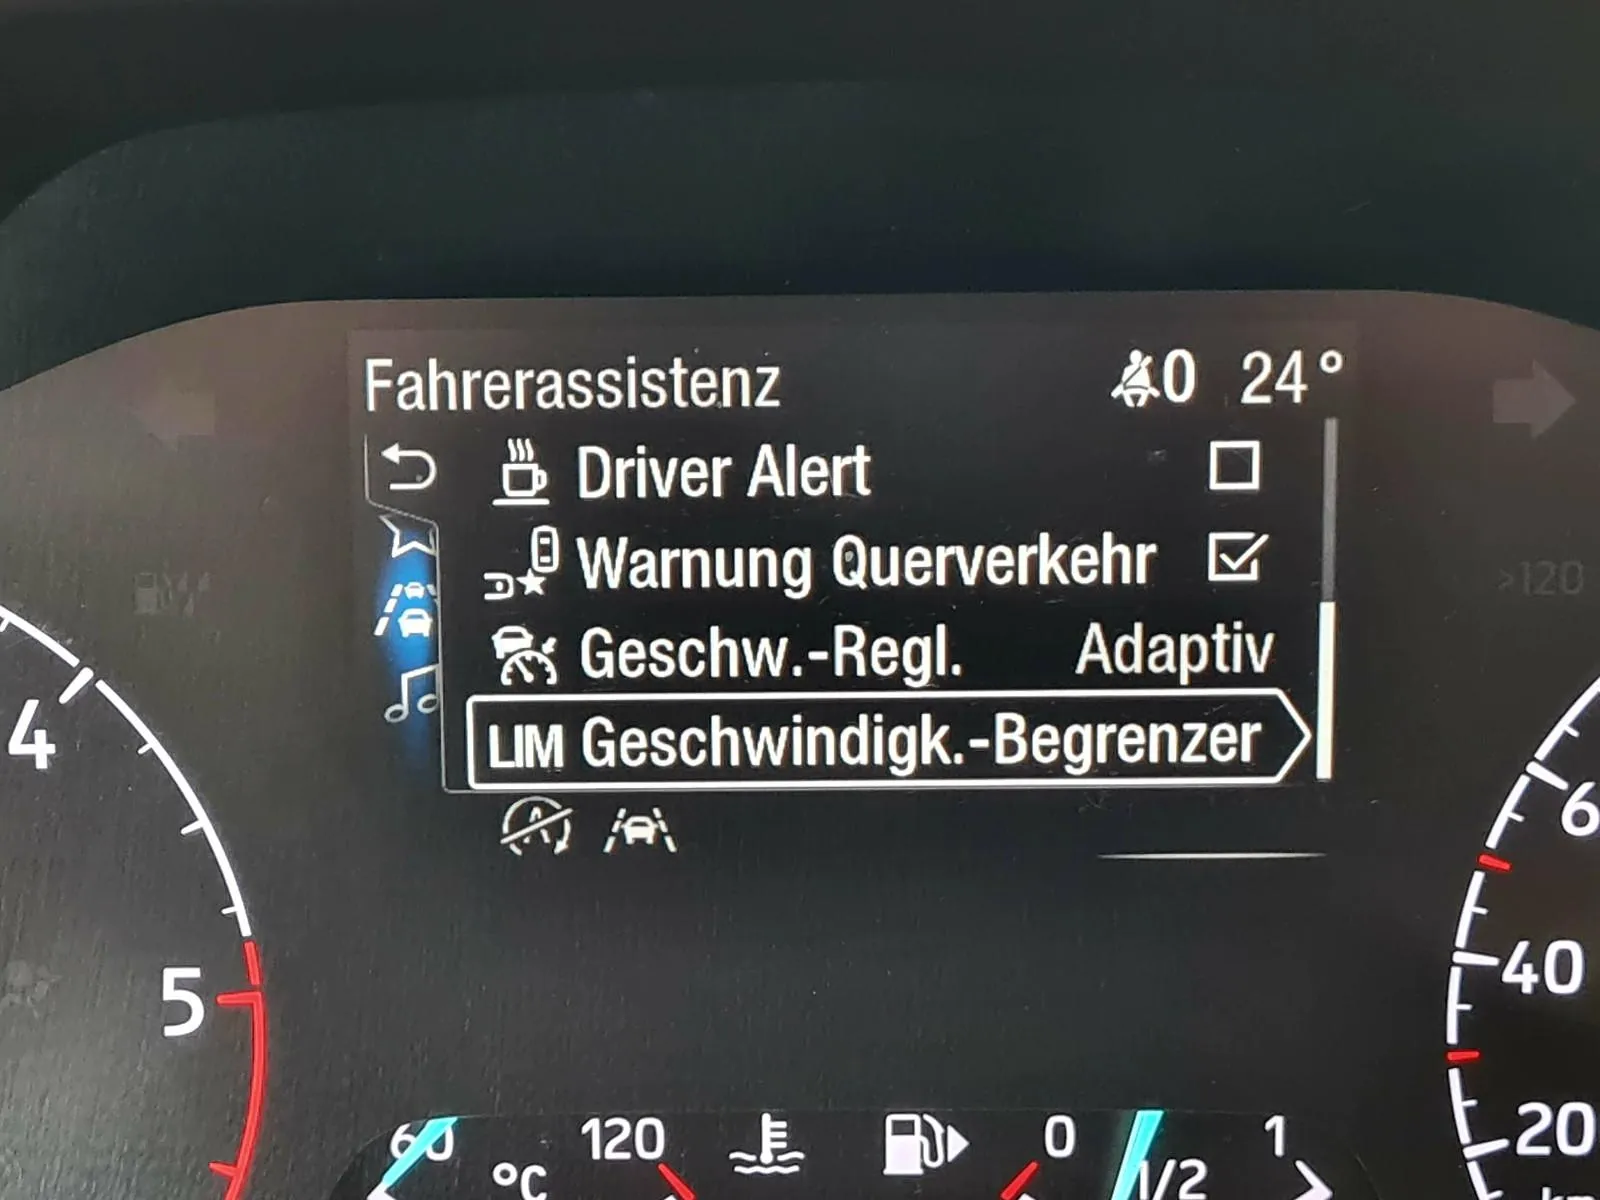 Fahrerassistenz 0 24°
Driver Alert
Warnung Querverkehr
Geschw.-Regl. Adaptiv
LIM Geschwindigk.-Begrenzer
>120
4
5
6
40
20
60 °C 120
0 1/2 1